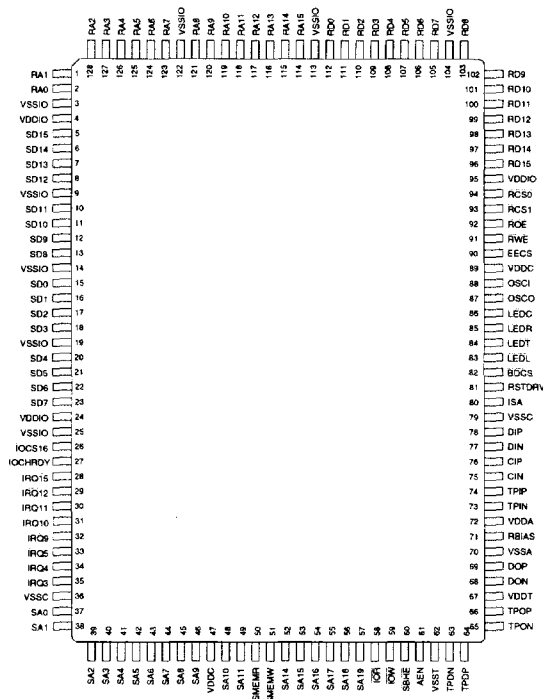 RA2 RA3 RA4 RA5 RA6 RA7 VSSIO RA8 RA9 RA10 RA11 RA12 RA13 RA14 RA15 VSSIO RD0 RD1 RD2 RD3 RD4 RD5 RD6 RD7 VSSIO RD8
128 127 126 125 124 123 122 121 120 119 118 117 116 115 114 113 112 111 110 109 108 107 106 105 104 103
RA1 1
RA0 2
VSSIO 3
VDDIO 4
SD15 5
SD14 6
SD13 7
SD12 8
VSSIO 9
SD11 10
SD10 11
SD9 12
SD8 13
VSSIO 14
SD0 15
SD1 16
SD2 17
SD3 18
VSSIO 19
SD4 20
SD5 21
SD6 22
SD7 23
VDDIO 24
VSSIO 25
IOCS16 26
IOCHRDY 27
IRQ15 28
IRQ12 29
IRQ11 30
IRQ10 31
IRQ9 32
IRQ5 33
IRQ4 34
IRQ3 35
VSSC 36
SA0 37
SA1 38
102 RD9
101 RD10
100 RD11
99 RD12
98 RD13
97 RD14
96 RD15
95 VDDIO
94 RCS0
93 RCS1
92 ROE
91 RWE
90 EECS
89 VDDC
88 OSCI
87 OSCO
86 LEDC
85 LEDR
84 LEDT
83 LEDL
82 BDCS
81 RSTDRV
80 ISA
79 VSSC
78 DIP
77 DIN
76 CIP
75 CIN
74 TPIP
73 TPIN
72 VDDA
71 RBIAS
70 VSSA
69 DOP
68 DON
67 VDDT
66 TPOP
65 TPON
39 40 41 42 43 44 45 46 47 48 49 50 51 52 53 54 55 56 57 58 59 60 61 62 63 64
SA2 SA3 SA4 SA5 SA6 SA7 SA8 SA9 VDDC SA10 SA11 SMEMR SMEMW SA14 SA15 SA16 SA17 SA18 SA19 IOR IOW SBHE AEN VSST TPDN TPDP